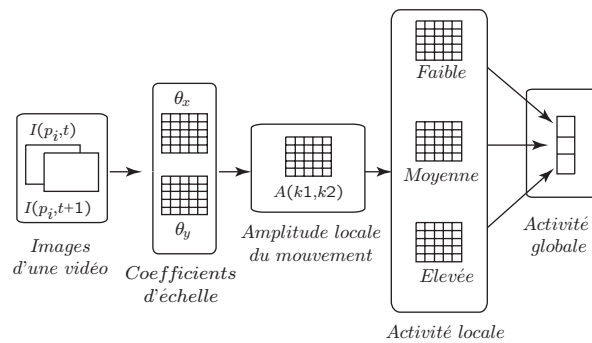 I(p_i,t)
I(p_i,t+1)
Images
d'une vidéo
θ_x
θ_y
Coefficients
d'échelle
A(k1,k2)
Amplitude locale
du mouvement
Faible
Moyenne
Elevée
Activité locale
Activité
globale